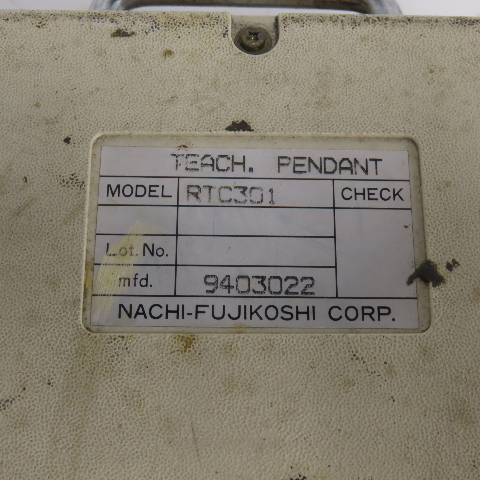 TEACH. PENDANT
MODEL RTC301 CHECK
Lot. No.
mfd. 9403022
NACHI-FUJIKOSHI CORP.